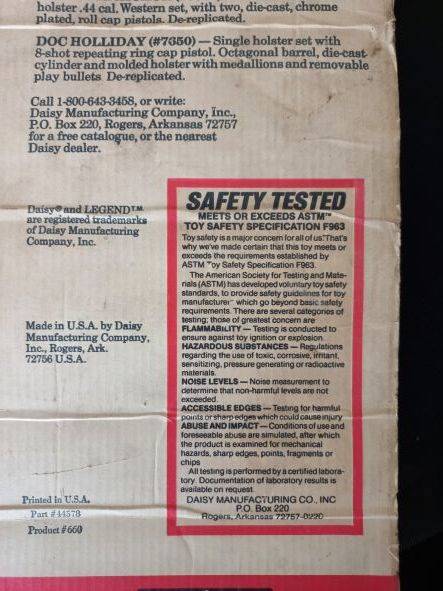 holster .44 cal. Western set, with two, die-cast, chrome
plated, roll cap pistols. De-replicated.
DOC HOLLIDAY (#7650) — Single holster set with
8-shot repeating ring cap pistol. Octagonal barrel, die-cast
cylinder and molded holster with medallions and removable
play bullets De-replicated.
Call 1-800-643-3458, or write:
Daisy Manufacturing Company, Inc.,
P.O. Box 220, Rogers, Arkansas 72757
for a free catalogue, or the nearest
Daisy dealer.
Daisy® and LEGEND™
are registered trademarks
of Daisy Manufacturing
Company, Inc.
Made in U.S.A. by Daisy
Manufacturing Company,
Inc., Rogers, Ark.
72756 U.S.A.
Printed in U.S.A.
Part #44578
Product #660
SAFETY TESTED
MEETS OR EXCEEDS ASTM™
TOY SAFETY SPECIFICATION F963
Toy safety is a major concern for all of us. That's
why we've made certain that this toy meets or
exceeds the requirements established by
ASTM Toy Safety Specification F963.
The American Society for Testing and Mate-
rials (ASTM) has developed voluntary toy safety
standards, to provide safety guidelines for toy
manufacturer which go beyond basic safety
requirements. There are several categories of
testing; those of greatest concern are
FLAMMABILITY — Testing is conducted to
ensure against toy ignition or explosion.
HAZARDOUS SUBSTANCES — Regulations
regarding the use of toxic, corrosive, irritant,
sensitizing, pressure generating or radioactive
materials.
NOISE LEVELS — Noise measurement to
determine that non-harmful levels are not
exceeded.
ACCESSIBLE EDGES — Testing for harmful
points or sharp edges which could cause injury
ABUSE AND IMPACT — Conditions of use and
foreseeable abuse are simulated, after which
the product is examined for mechanical
hazards, sharp edges, points, fragments or
chips
All testing is performed by a certified labora-
tory. Documentation of laboratory results is
available on request.
DAISY MANUFACTURING CO., INC
P.O. Box 220
Rogers, Arkansas 72757-0220